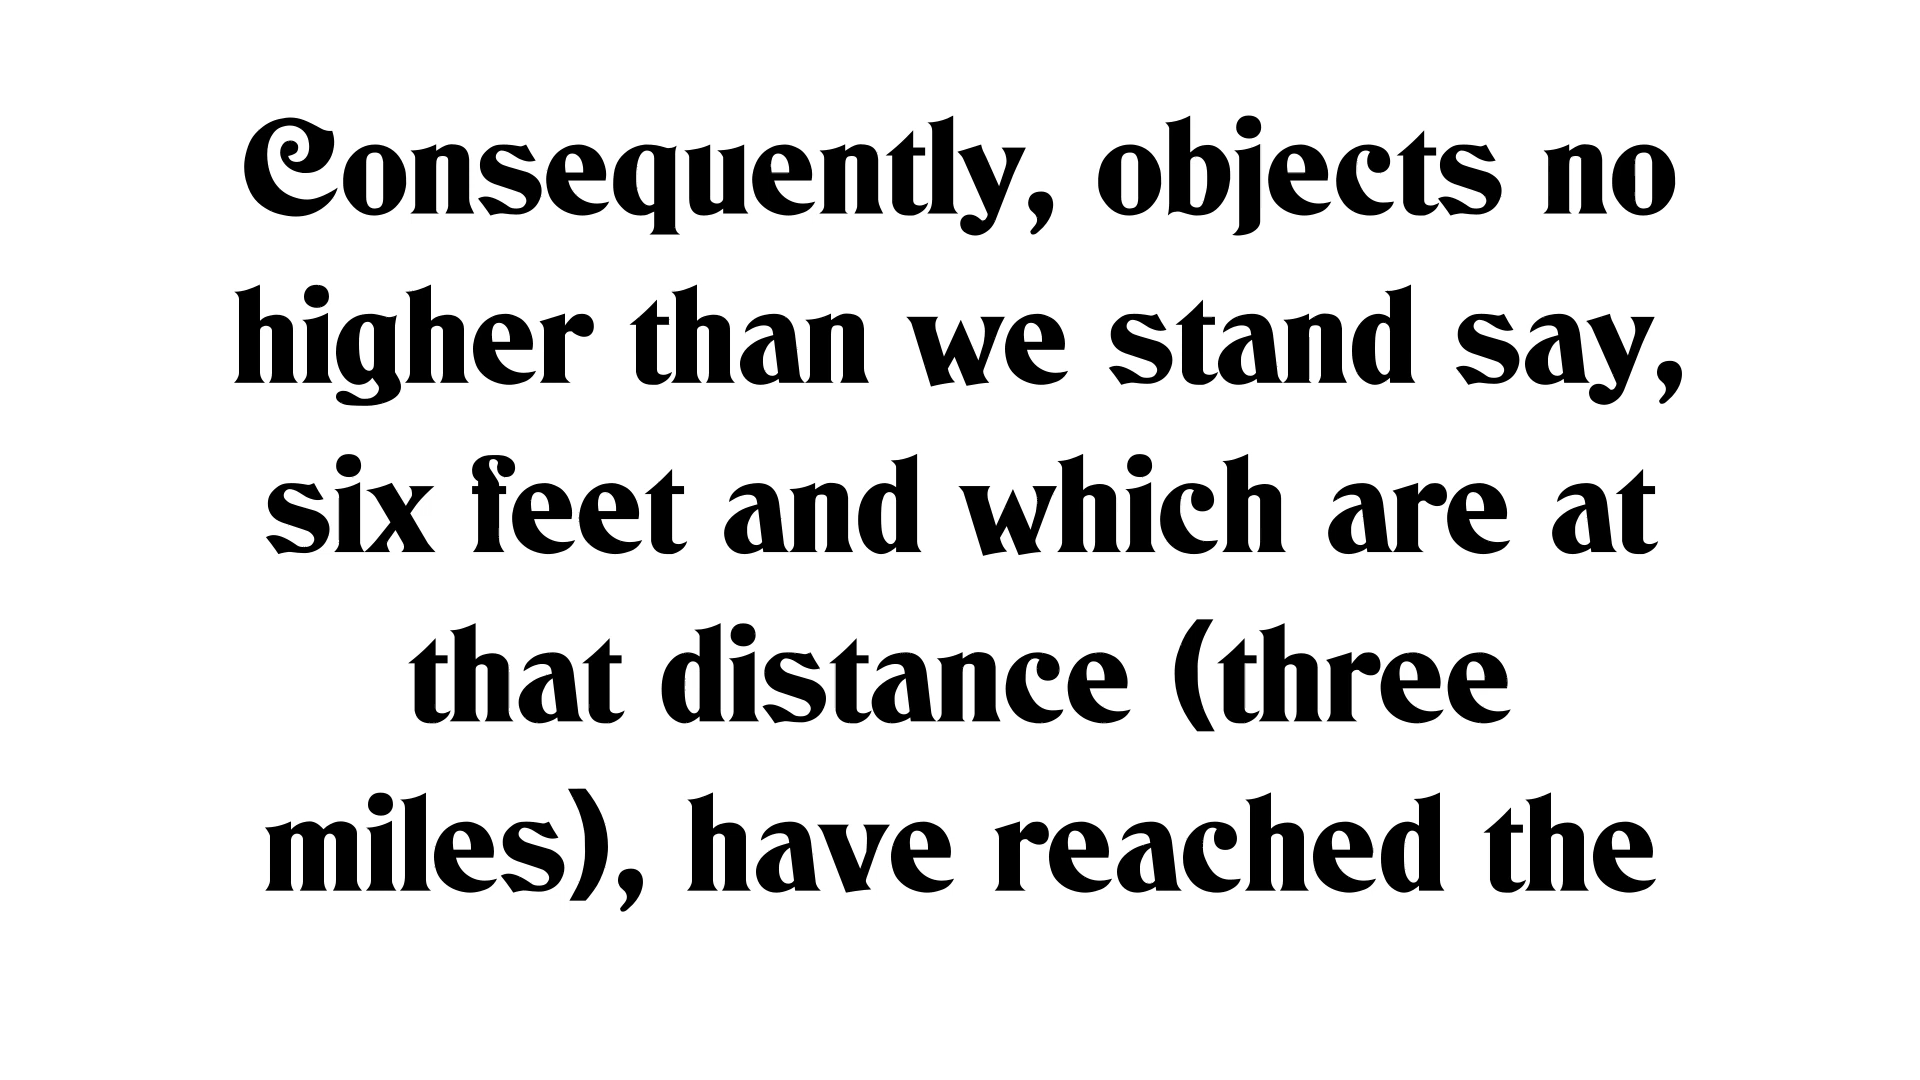 Consequently, objects no
higher than we stand say,
six feet and which are at
that distance (three
miles), have reached the